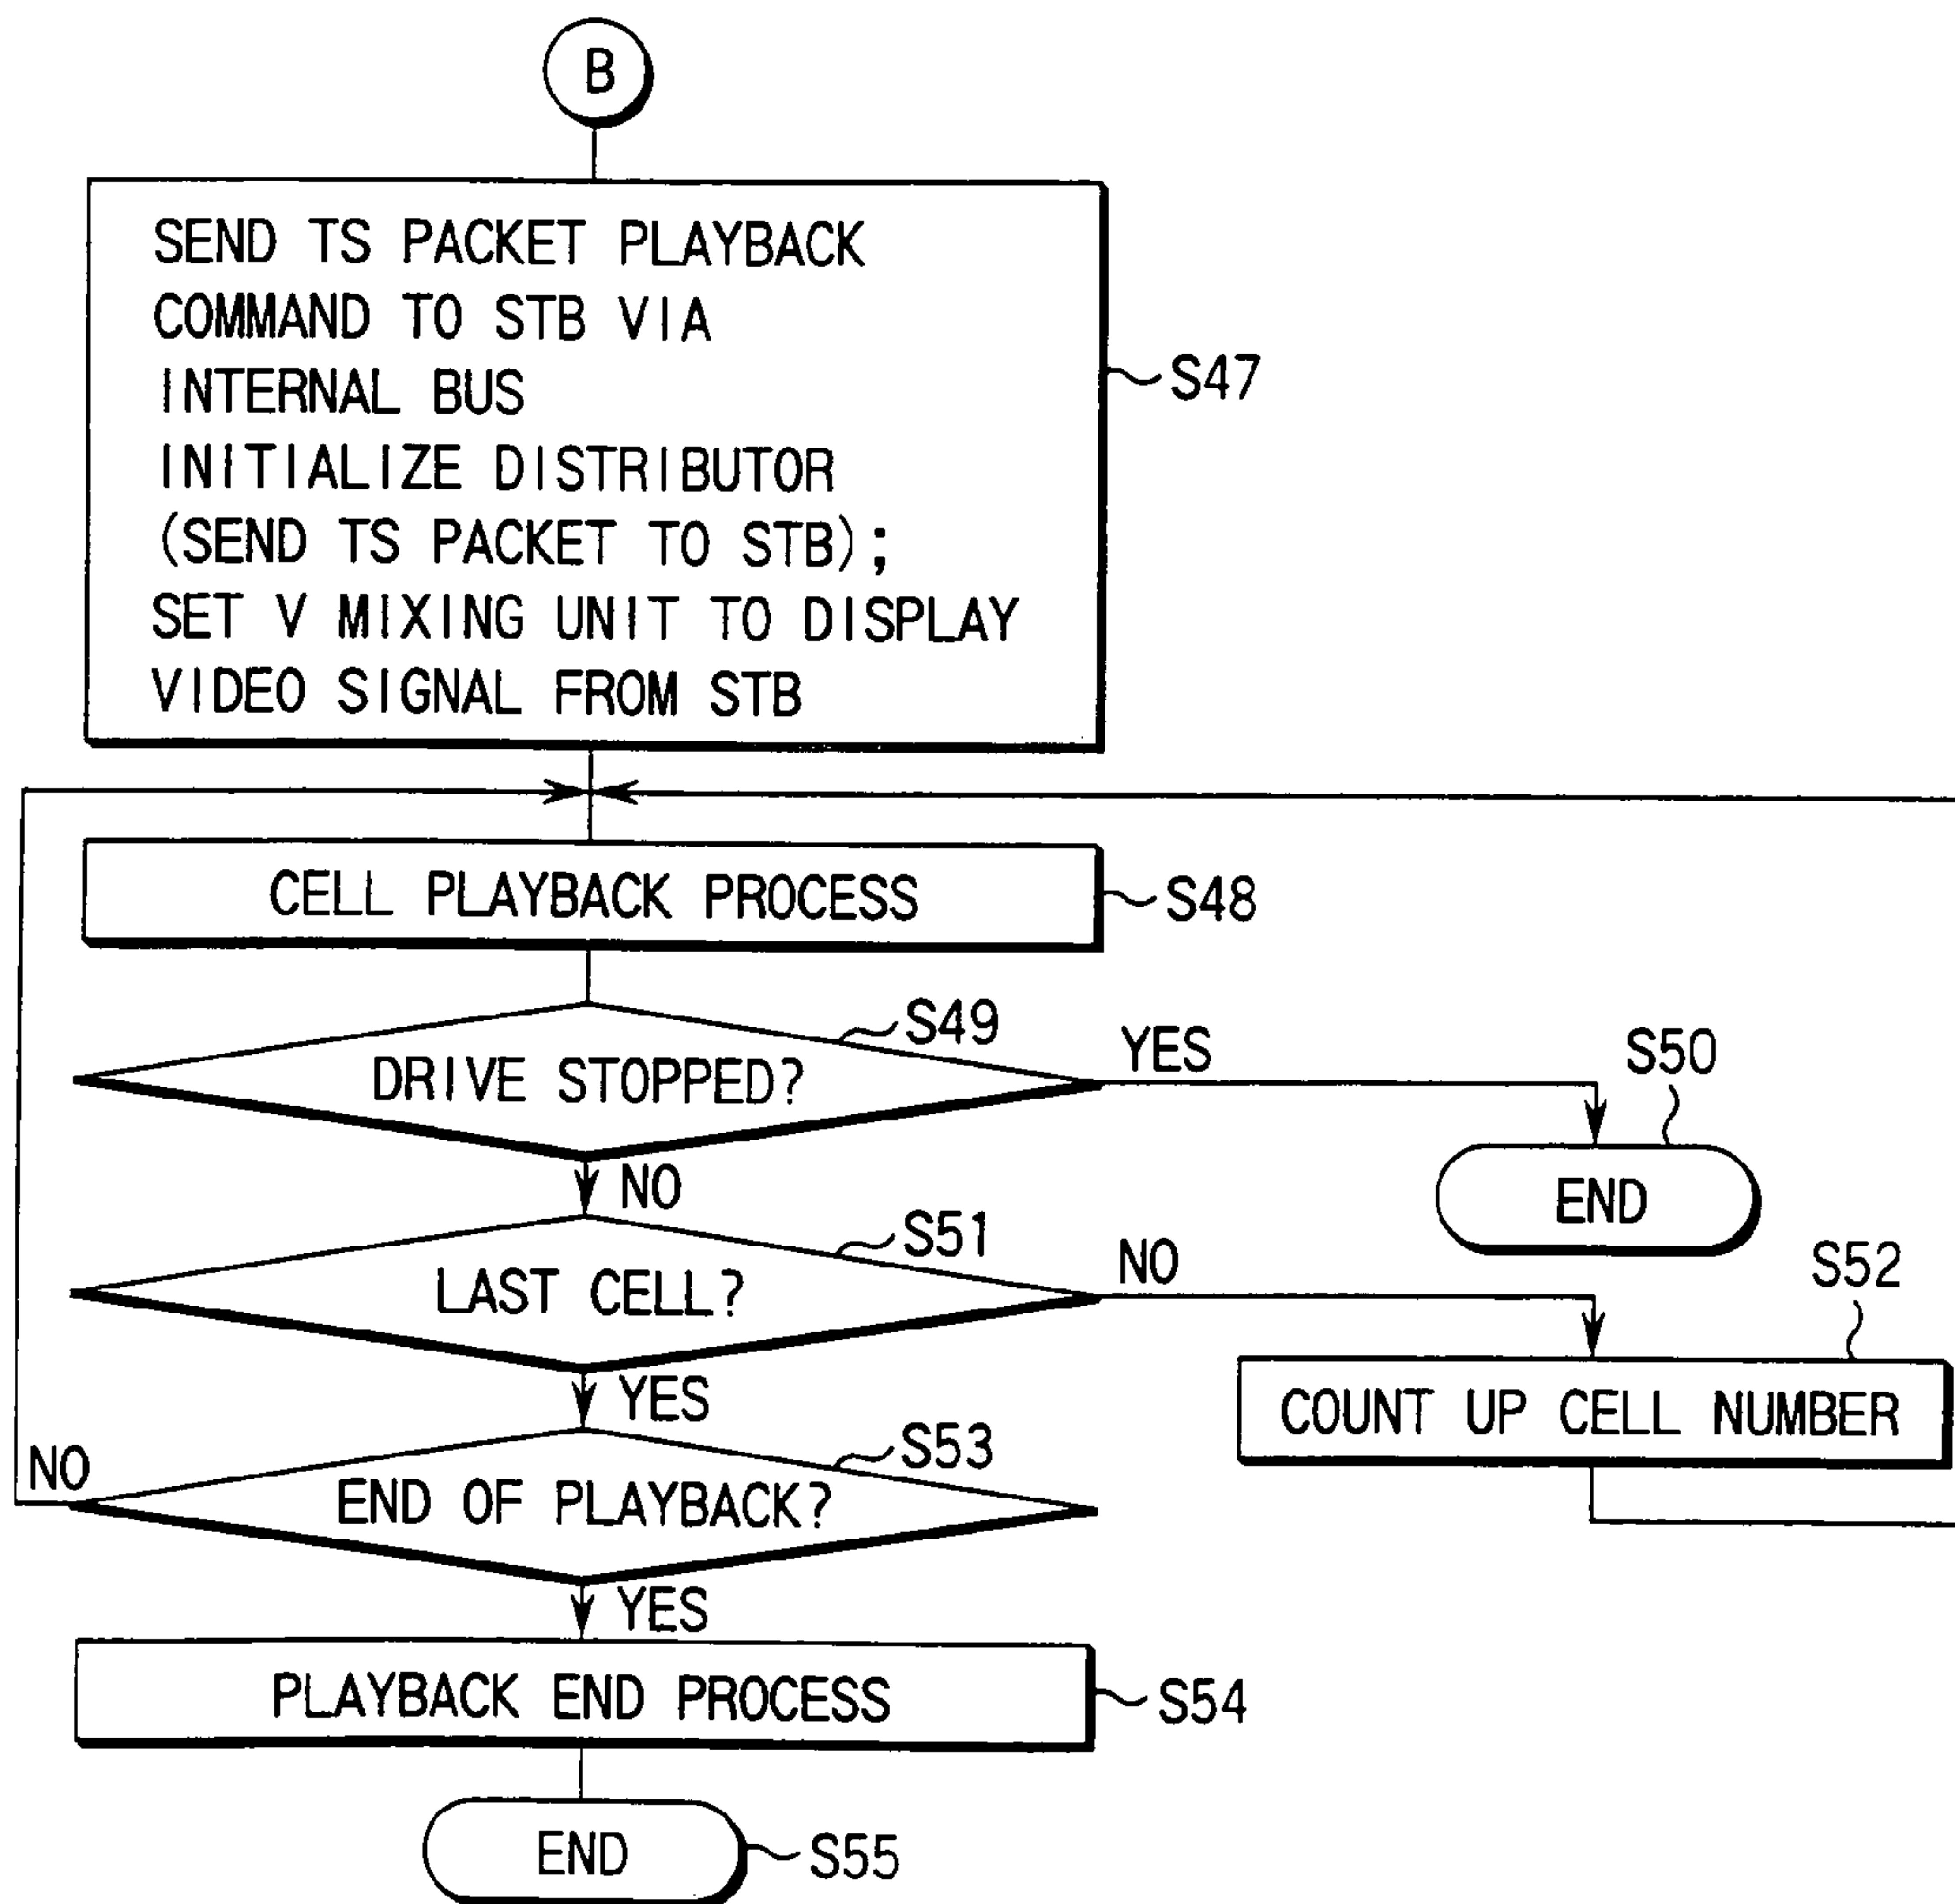 B
SEND TS PACKET PLAYBACK
COMMAND TO STB VIA
INTERNAL BUS
INITIALIZE DISTRIBUTOR
(SEND TS PACKET TO STB);
SET V MIXING UNIT TO DISPLAY
VIDEO SIGNAL FROM STB
S47
CELL PLAYBACK PROCESS
S48
S49
DRIVE STOPPED?
YES
S50
END
NO
S51
LAST CELL?
NO
S52
COUNT UP CELL NUMBER
YES
S53
END OF PLAYBACK?
NO
YES
PLAYBACK END PROCESS
S54
END
S55